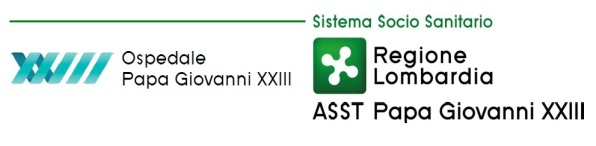 Sistema Socio Sanitario
Ospedale
Papa Giovanni XXIII
Regione
Lombardia
ASST Papa Giovanni XXIII